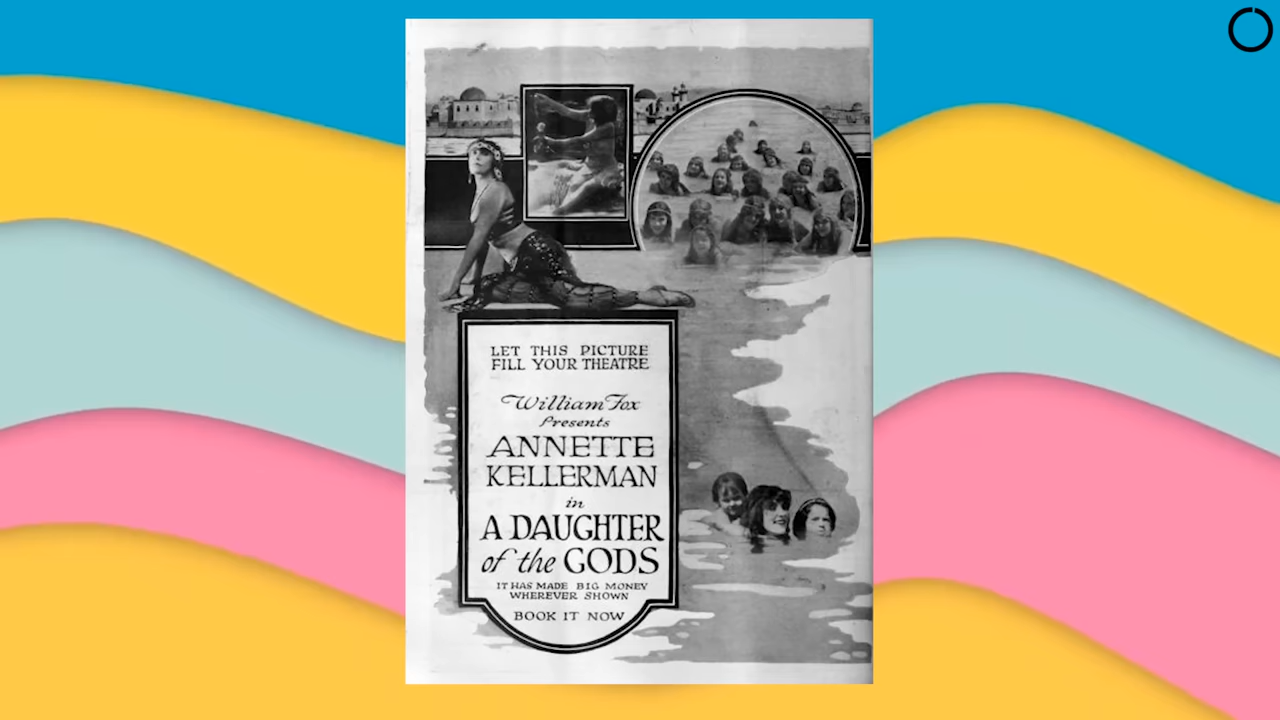 LET THIS PICTURE
FILL YOUR THEATRE
William Fox
Presents
ANNETTE
KELLERMAN
in
A DAUGHTER
of the GODS
IT HAS MADE BIG MONEY
WHEREVER SHOWN
BOOK IT NOW